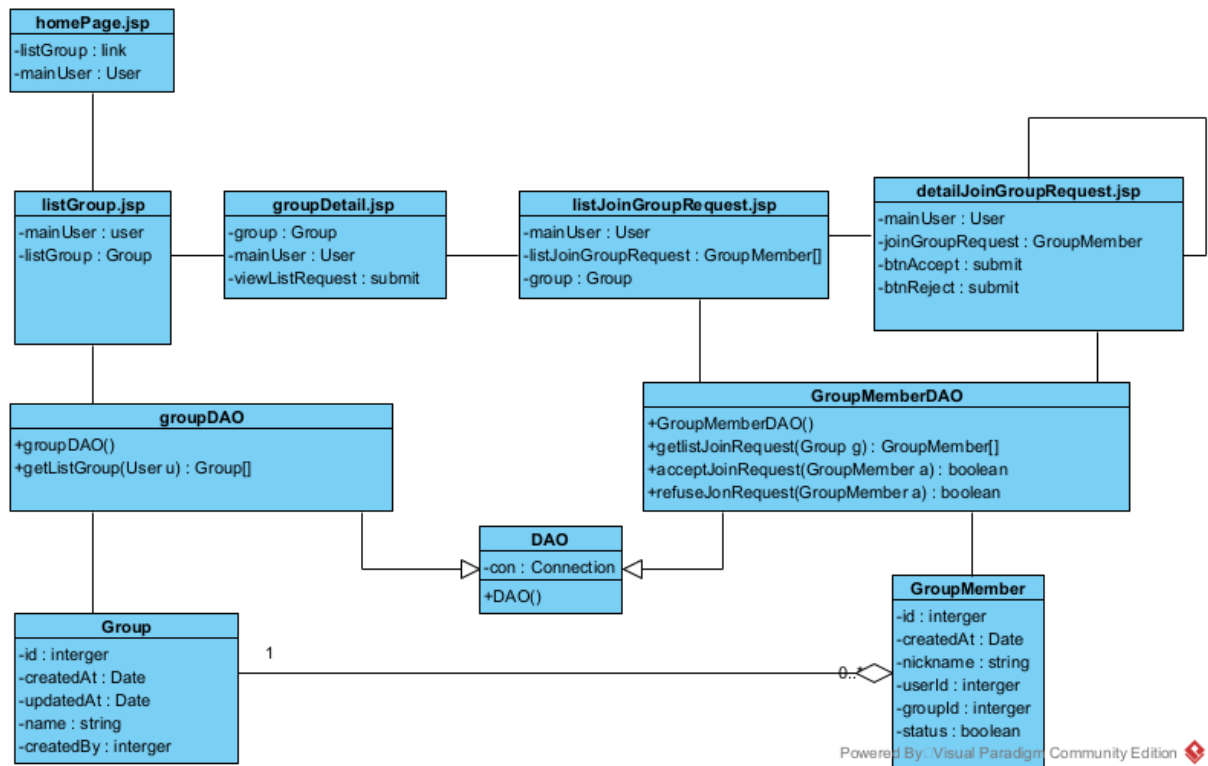 homePage.jsp
-listGroup : link
-mainUser : User
listGroup.jsp
-mainUser : user
-listGroup : Group
groupDetail.jsp
-group : Group
-mainUser : User
-viewListRequest : submit
listJoinGroupRequest.jsp
-mainUser : User
-listJoinGroupRequest : GroupMember[]
-group : Group
detailJoinGroupRequest.jsp
-mainUser : User
-joinGroupRequest : GroupMember
-btnAccept : submit
-btnReject : submit
groupDAO
+groupDAO()
+getListGroup(User u) : Group[]
GroupMemberDAO
+GroupMemberDAO()
+getlistJoinRequest(Group g) : GroupMember[]
+acceptJoinRequest(GroupMember a) : boolean
+refuseJonRequest(GroupMember a) : boolean
DAO
-con : Connection
+DAO()
Group
-id : interger
-createdAt : Date
-updatedAt : Date
-name : string
-createdBy : interger
1
0..*
GroupMember
-id : interger
-createdAt : Date
-nickname : string
-userId : interger
-groupId : interger
-status : boolean
Powered By Visual Paradigm Community Edition